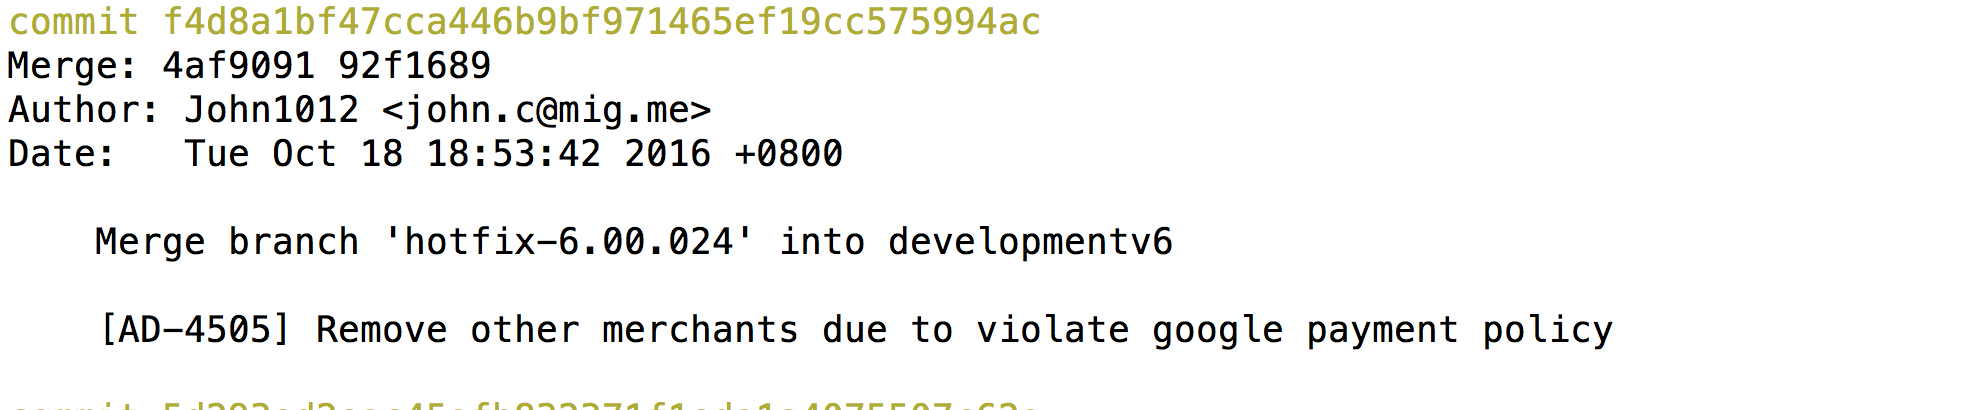 commit f4d8a1bf47cca446b9bf971465ef19cc575994ac
Merge: 4af9091 92f1689
Author: John1012 <john.c@mig.me>
Date:   Tue Oct 18 18:53:42 2016 +0800
Merge branch 'hotfix-6.00.024' into developmentv6
[AD-4505] Remove other merchants due to violate google payment policy
commit